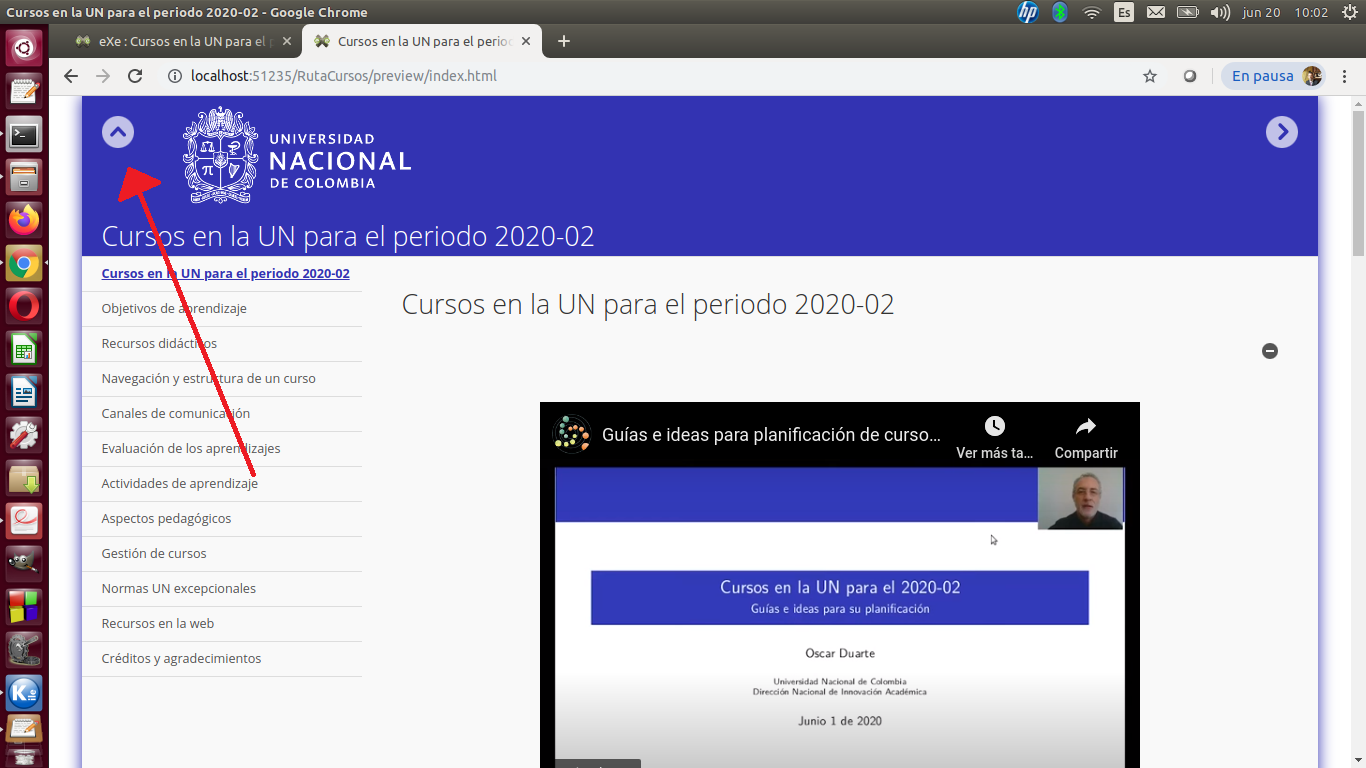 Cursos en la UN para el periodo 2020-02 - Google Chrome
Es
jun 20
10:02
eXe : Cursos en la UN para el p
Cursos en la UN para el perio
localhost:51235/RutaCursos/preview/index.html
En pausa
UNIVERSIDAD
NACIONAL
DE COLOMBIA
Cursos en la UN para el periodo 2020-02
Cursos en la UN para el periodo 2020-02
Objetivos de aprendizaje
Recursos didácticos
Navegación y estructura de un curso
Canales de comunicación
Evaluación de los aprendizajes
Actividades de aprendizaje
Aspectos pedagógicos
Gestión de cursos
Normas UN excepcionales
Recursos en la web
Créditos y agradecimientos
Cursos en la UN para el periodo 2020-02
Guías e ideas para planificación de curso...
Ver más ta...
Compartir
Cursos en la UN para el 2020-02
Guías e ideas para su planificación
Oscar Duarte
Universidad Nacional de Colombia
Dirección Nacional de Innovación Académica
Junio 1 de 2020